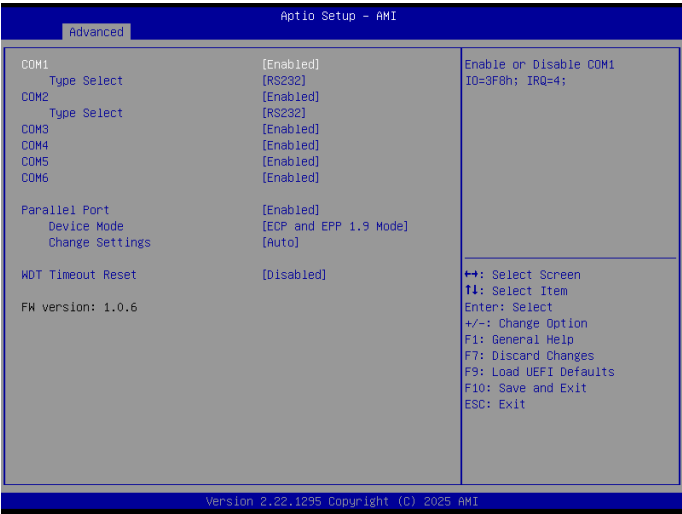 Aptio Setup – AMI
Advanced
COM1 [Enabled]
Type Select [RS232]
COM2 [Enabled]
Type Select [RS232]
COM3 [Enabled]
COM4 [Enabled]
COM5 [Enabled]
COM6 [Enabled]
Parallel Port [Enabled]
Device Mode [ECP and EPP 1.9 Mode]
Change Settings [Auto]
WDT Timeout Reset [Disabled]
FW version: 1.0.6
Enable or Disable COM1
IO=3F8h; IRQ=4;
↔: Select Screen
↑↓: Select Item
Enter: Select
+/-: Change Option
F1: General Help
F7: Discard Changes
F9: Load UEFI Defaults
F10: Save and Exit
ESC: Exit
Version 2.22.1295 Copyright (C) 2025 AMI